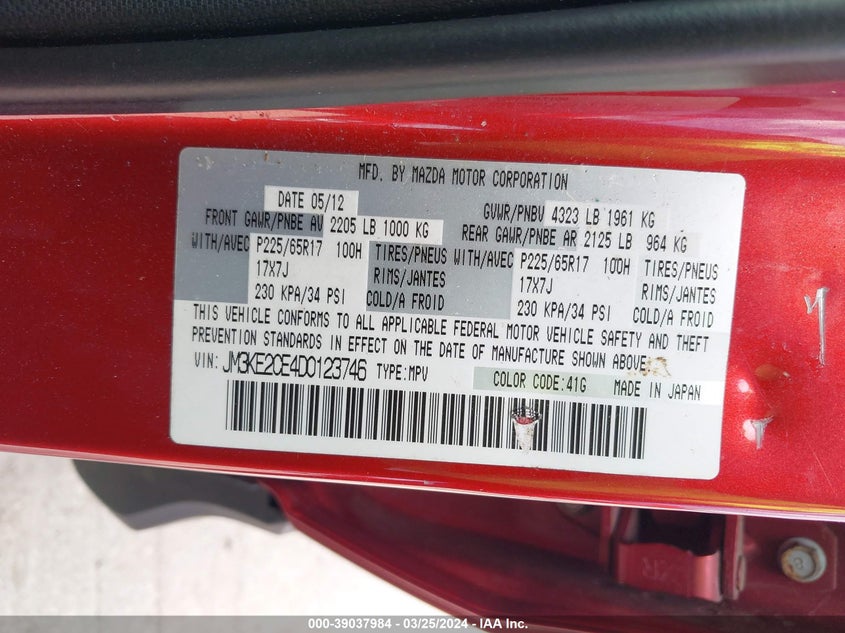 MFD. BY MAZDA MOTOR CORPORATION
DATE 05/12 GVWR/PNBV 4323 LB 1961 KG
FRONT GAWR/PNBE AV 2205 LB 1000 KG REAR GAWR/PNBE AR 2125 LB 964 KG
WITH/AVEC P225/65R17 100H TIRES/PNEUS WITH/AVEC P225/65R17 100H TIRES/PNEUS
17X7J RIMS/JANTES 17X7J RIMS/JANTES
230 KPA/34 PSI COLD/A FROID 230 KPA/34 PSI COLD/A FROID
THIS VEHICLE CONFORMS TO ALL APPLICABLE FEDERAL MOTOR VEHICLE SAFETY AND THEFT
PREVENTION STANDARDS IN EFFECT ON THE DATE OF MANUFACTURE SHOWN ABOVE.
VIN: JM3KE2CE4D0123746 TYPE:MPV COLOR CODE:41G MADE IN JAPAN
000-39037984 - 03/25/2024 - IAA Inc.